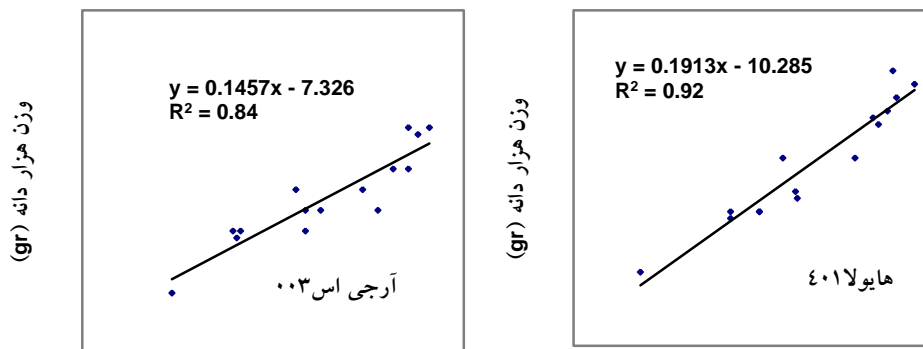 وزن هزار دانه (gr)
y = 0.1457x - 7.326
R² = 0.84
آرجی اس۰۰۳
وزن هزار دانه (gr)
y = 0.1913x - 10.285
R² = 0.92
هایولا٤۰۱